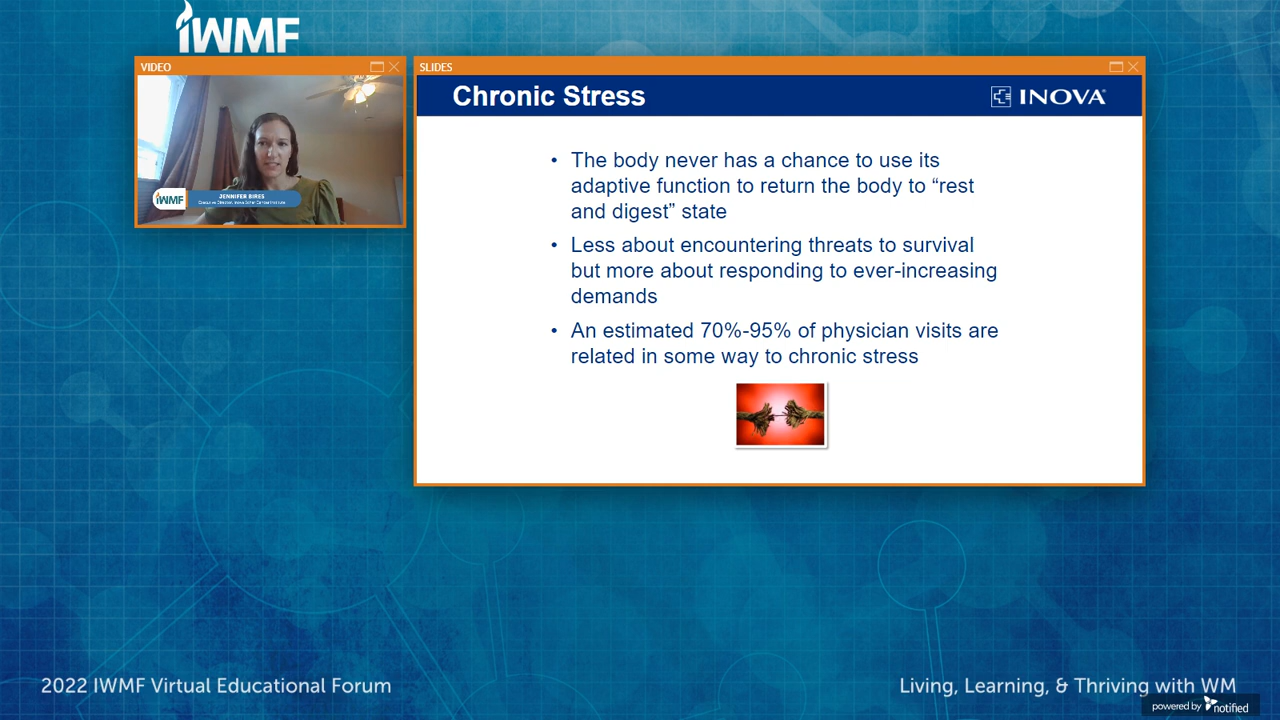 iWMF
VIDEO
iWMF
JENNIFER BIRES
SLIDES
Chronic Stress
INOVA®
• The body never has a chance to use its
adaptive function to return the body to “rest
and digest” state
• Less about encountering threats to survival
but more about responding to ever-increasing
demands
• An estimated 70%-95% of physician visits are
related in some way to chronic stress
2022 IWMF Virtual Educational Forum
Living, Learning, & Thriving with WM
powered by notified